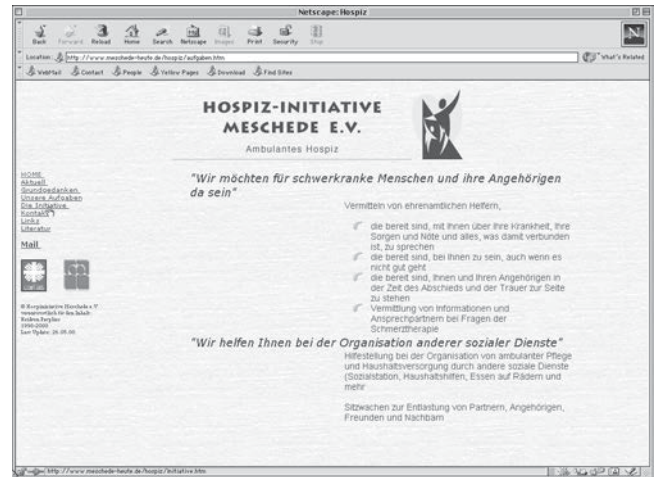 Netscape: Hospiz
Back Forward Reload Home Search Netscape Images Print Security Stop
Location: http://www.meschede-heute.de/hospiz/aufgaben.htm What's Related
WebMail Contact People Yellow Pages Download Find Sites
HOSPIZ-INITIATIVE
MESCHEDE E.V.
Ambulantes Hospiz
HOME
Aktuell
Grundgedanken
Unsere Aufgaben
Die Initiative
Kontakt
Links
Literatur
Mail
© Hospizinitiative Meschede e.V.
verantwortlich für den Inhalt:
1998-2000
"Wir möchten für schwerkranke Menschen und ihre Angehörigen
da sein"
Vermitteln von ehrenamtlichen Helfern,
die bereit sind, mit Ihnen über Ihre Krankheit, Ihre
Sorgen und Nöte und alles, was damit verbunden
ist, zu sprechen
die bereit sind, bei Ihnen zu sein, auch wenn es
nicht gut geht
die bereit sind, Ihnen und Ihren Angehörigen in
der Zeit des Abschieds und der Trauer zur Seite
zu stehen
Vermittlung von Informationen und
Ansprechpartnern bei Fragen der
Schmerztherapie
"Wir helfen Ihnen bei der Organisation anderer sozialer Dienste"
Hilfestellung bei der Organisation von ambulanter Pflege
und Haushaltsversorgung durch andere soziale Dienste
(Sozialstation, Haushaltshilfen, Essen auf Rädern und
mehr
Sitzwachen zur Entlastung von Partnern, Angehörigen,
Freunden und Nachbarn
http://www.meschede-heute.de/hospiz/initiative.htm